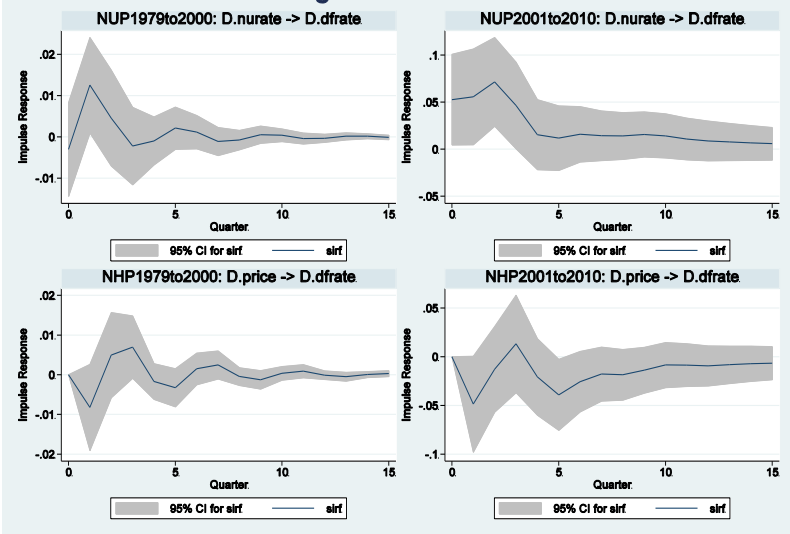 NUP1979to2000: D.nurate -> D.dfrate
NUP2001to2010: D.nurate -> D.dfrate
Impulse Response
.02
.01
0
-.01
0 5 10 15
Quarter
95% CI for sirf sirf
Impulse Response
.1
.05
0
-.05
0 5 10 15
Quarter
95% CI for sirf sirf
NHP1979to2000: D.price -> D.dfrate
NHP2001to2010: D.price -> D.dfrate
Impulse Response
.02
.01
0
-.01
-.02
0 5 10 15
Quarter
95% CI for sirf sirf
Impulse Response
.05
0
-.05
-.1
0 5 10 15
Quarter
95% CI for sirf sirf